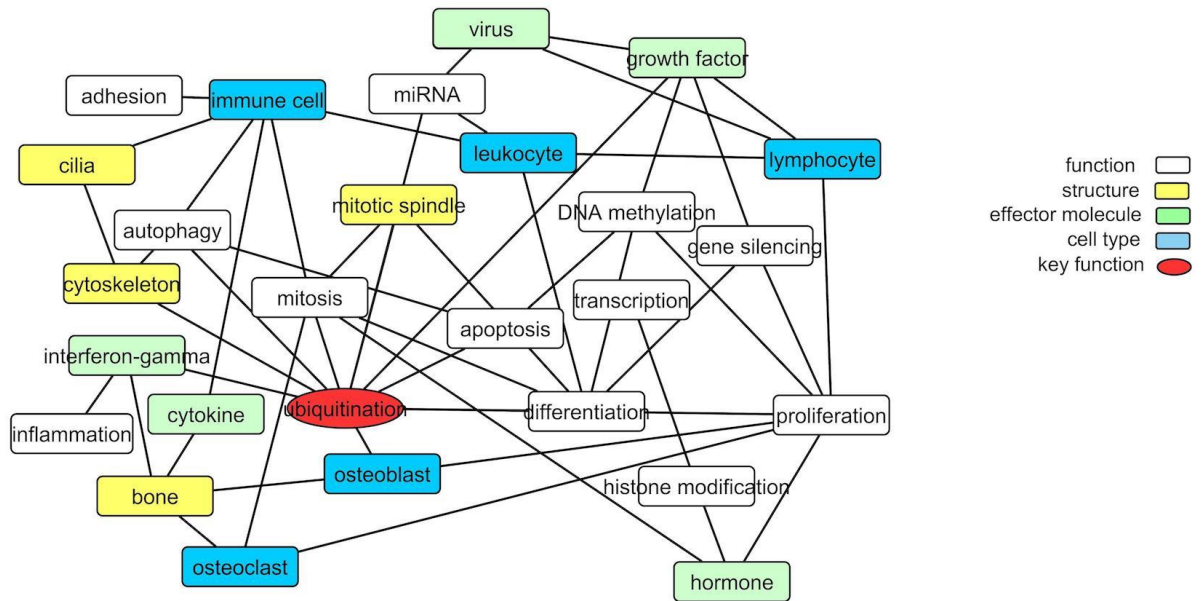 virus
growth factor
adhesion
immune cell
miRNA
leukocyte
lymphocyte
cilia
mitotic spindle
DNA methylation
autophagy
gene silencing
cytoskeleton
mitosis
transcription
apoptosis
interferon-gamma
cytokine
ubiquitination
differentiation
proliferation
inflammation
osteoblast
bone
histone modification
osteoclast
hormone
function
structure
effector molecule
cell type
key function